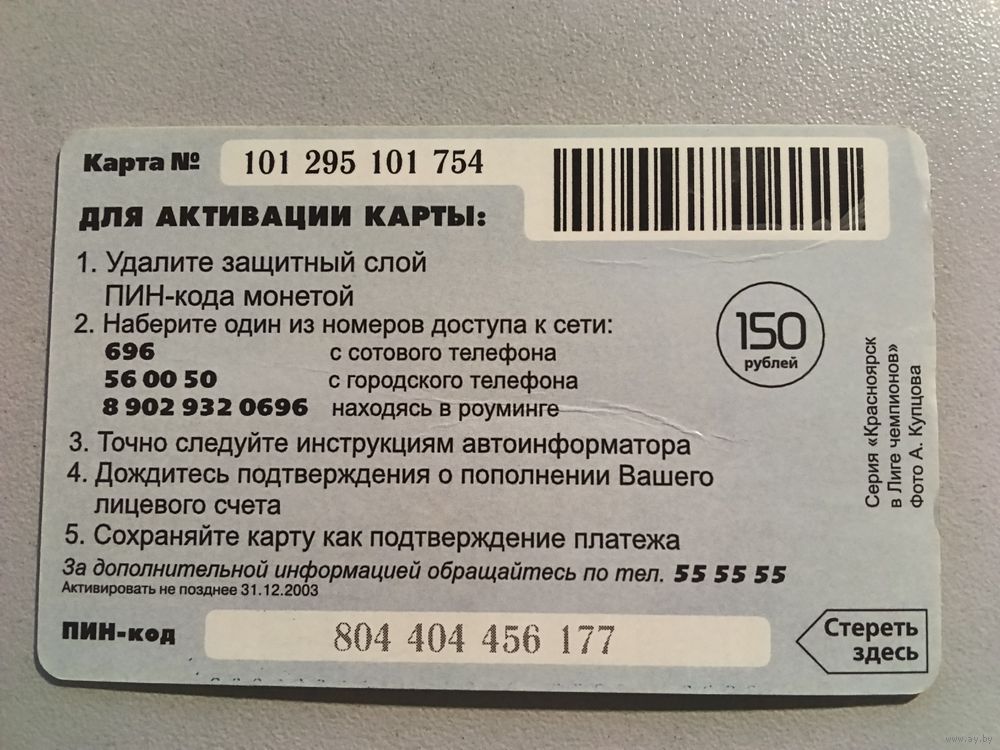 Карта № 101 295 101 754
ДЛЯ АКТИВАЦИИ КАРТЫ:
1. Удалите защитный слой
ПИН-кода монетой
2. Наберите один из номеров доступа к сети:
696 с сотового телефона
56 00 50 с городского телефона
8 902 932 0696 находясь в роуминге
3. Точно следуйте инструкциям автоинформатора
4. Дождитесь подтверждения о пополнении Вашего
лицевого счета
5. Сохраняйте карту как подтверждение платежа
За дополнительной информацией обращайтесь по тел. 55 55 55
Активировать не позднее 31.12.2003
ПИН-код 804 404 456 177
Стереть
здесь
150
рублей
Серия «Красноярск
в Лиге чемпионов»
Фото А. Купцова
www.ay.by